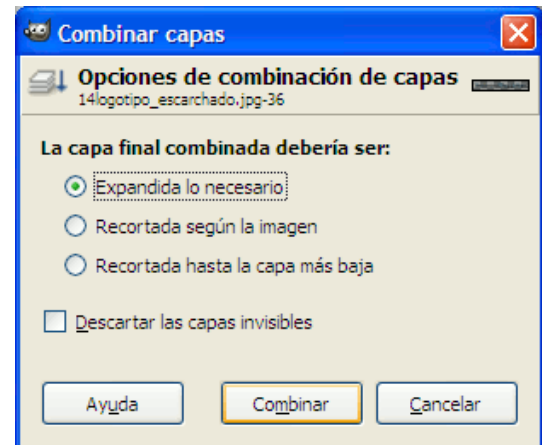 Combinar capas
Opciones de combinación de capas
14logotipo_escarchado.jpg-36
La capa final combinada debería ser:
Expandida lo necesario
Recortada según la imagen
Recortada hasta la capa más baja
Descartar las capas invisibles
Ayuda Combinar Cancelar